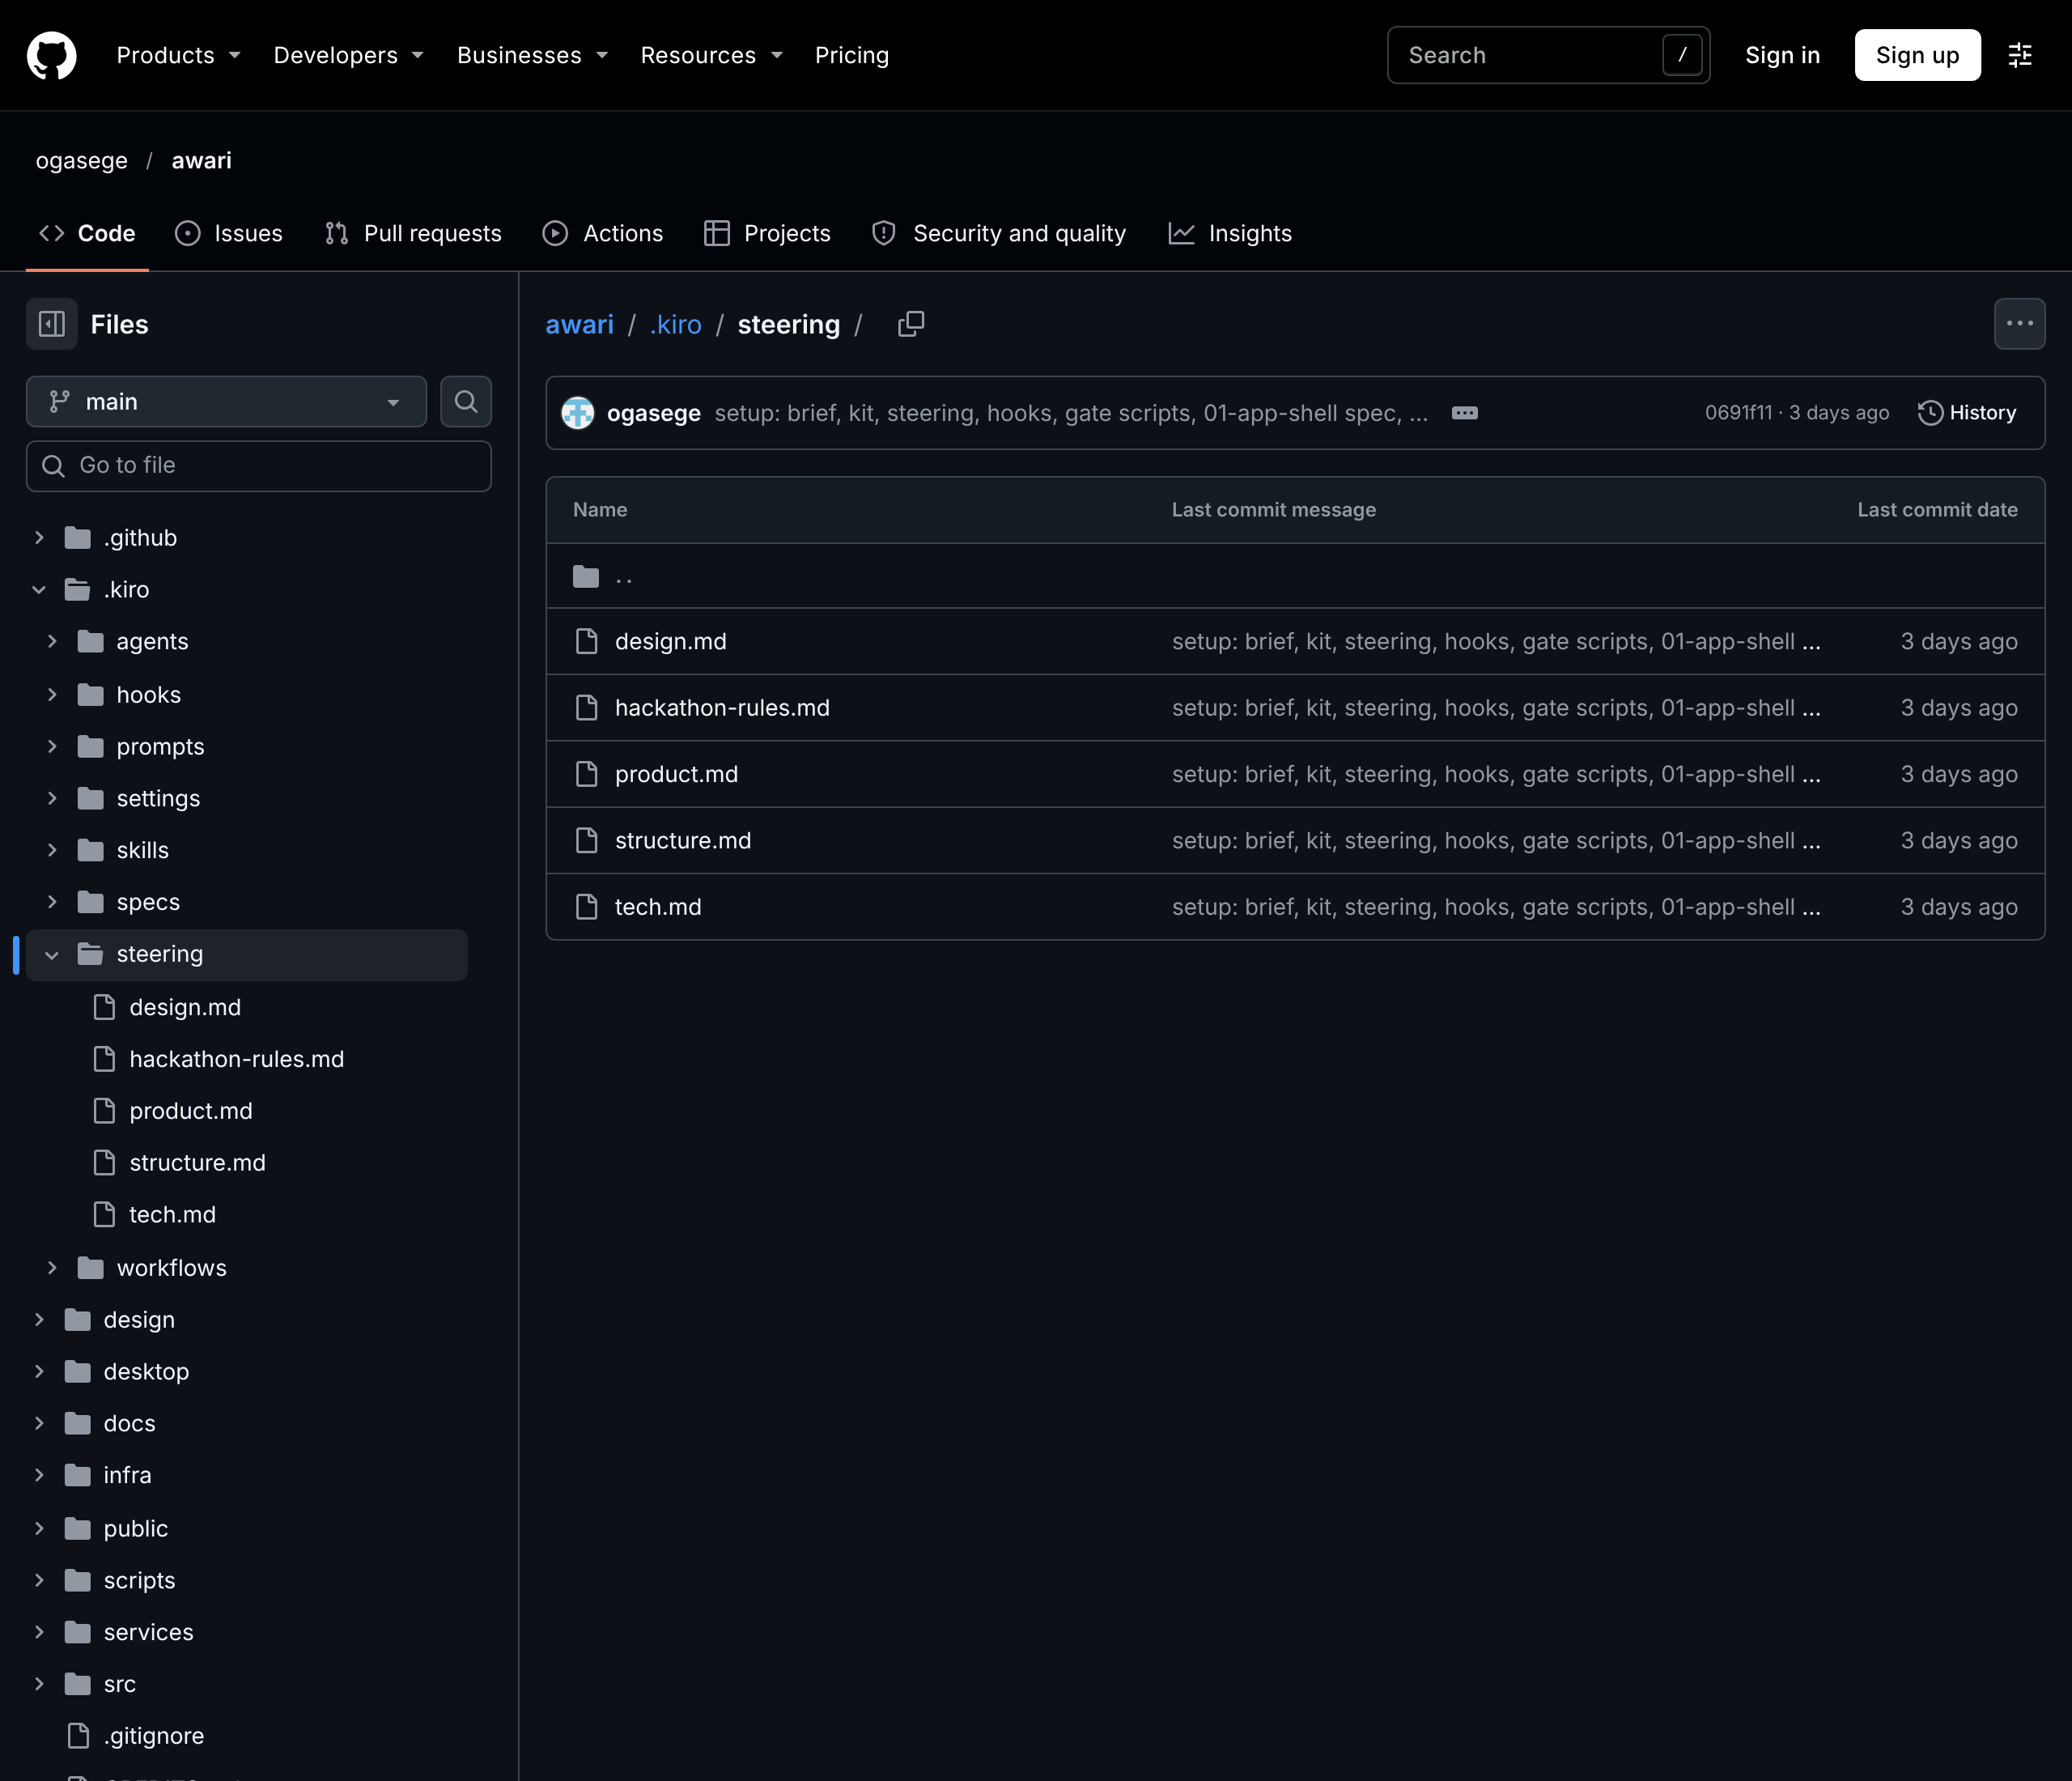 Products Developers Businesses Resources Pricing Search / Sign in Sign up
ogasege / awari
Code Issues Pull requests Actions Projects Security and quality Insights
Files
main
Go to file
.github
.kiro
agents
hooks
prompts
settings
skills
specs
steering
design.md
hackathon-rules.md
product.md
structure.md
tech.md
workflows
design
desktop
docs
infra
public
scripts
services
src
.gitignore
awari / .kiro / steering /
ogasege setup: brief, kit, steering, hooks, gate scripts, 01-app-shell spec, ... 0691f11 · 3 days ago History
Name Last commit message Last commit date
..
design.md setup: brief, kit, steering, hooks, gate scripts, 01-app-shell ... 3 days ago
hackathon-rules.md setup: brief, kit, steering, hooks, gate scripts, 01-app-shell ... 3 days ago
product.md setup: brief, kit, steering, hooks, gate scripts, 01-app-shell ... 3 days ago
structure.md setup: brief, kit, steering, hooks, gate scripts, 01-app-shell ... 3 days ago
tech.md setup: brief, kit, steering, hooks, gate scripts, 01-app-shell ... 3 days ago